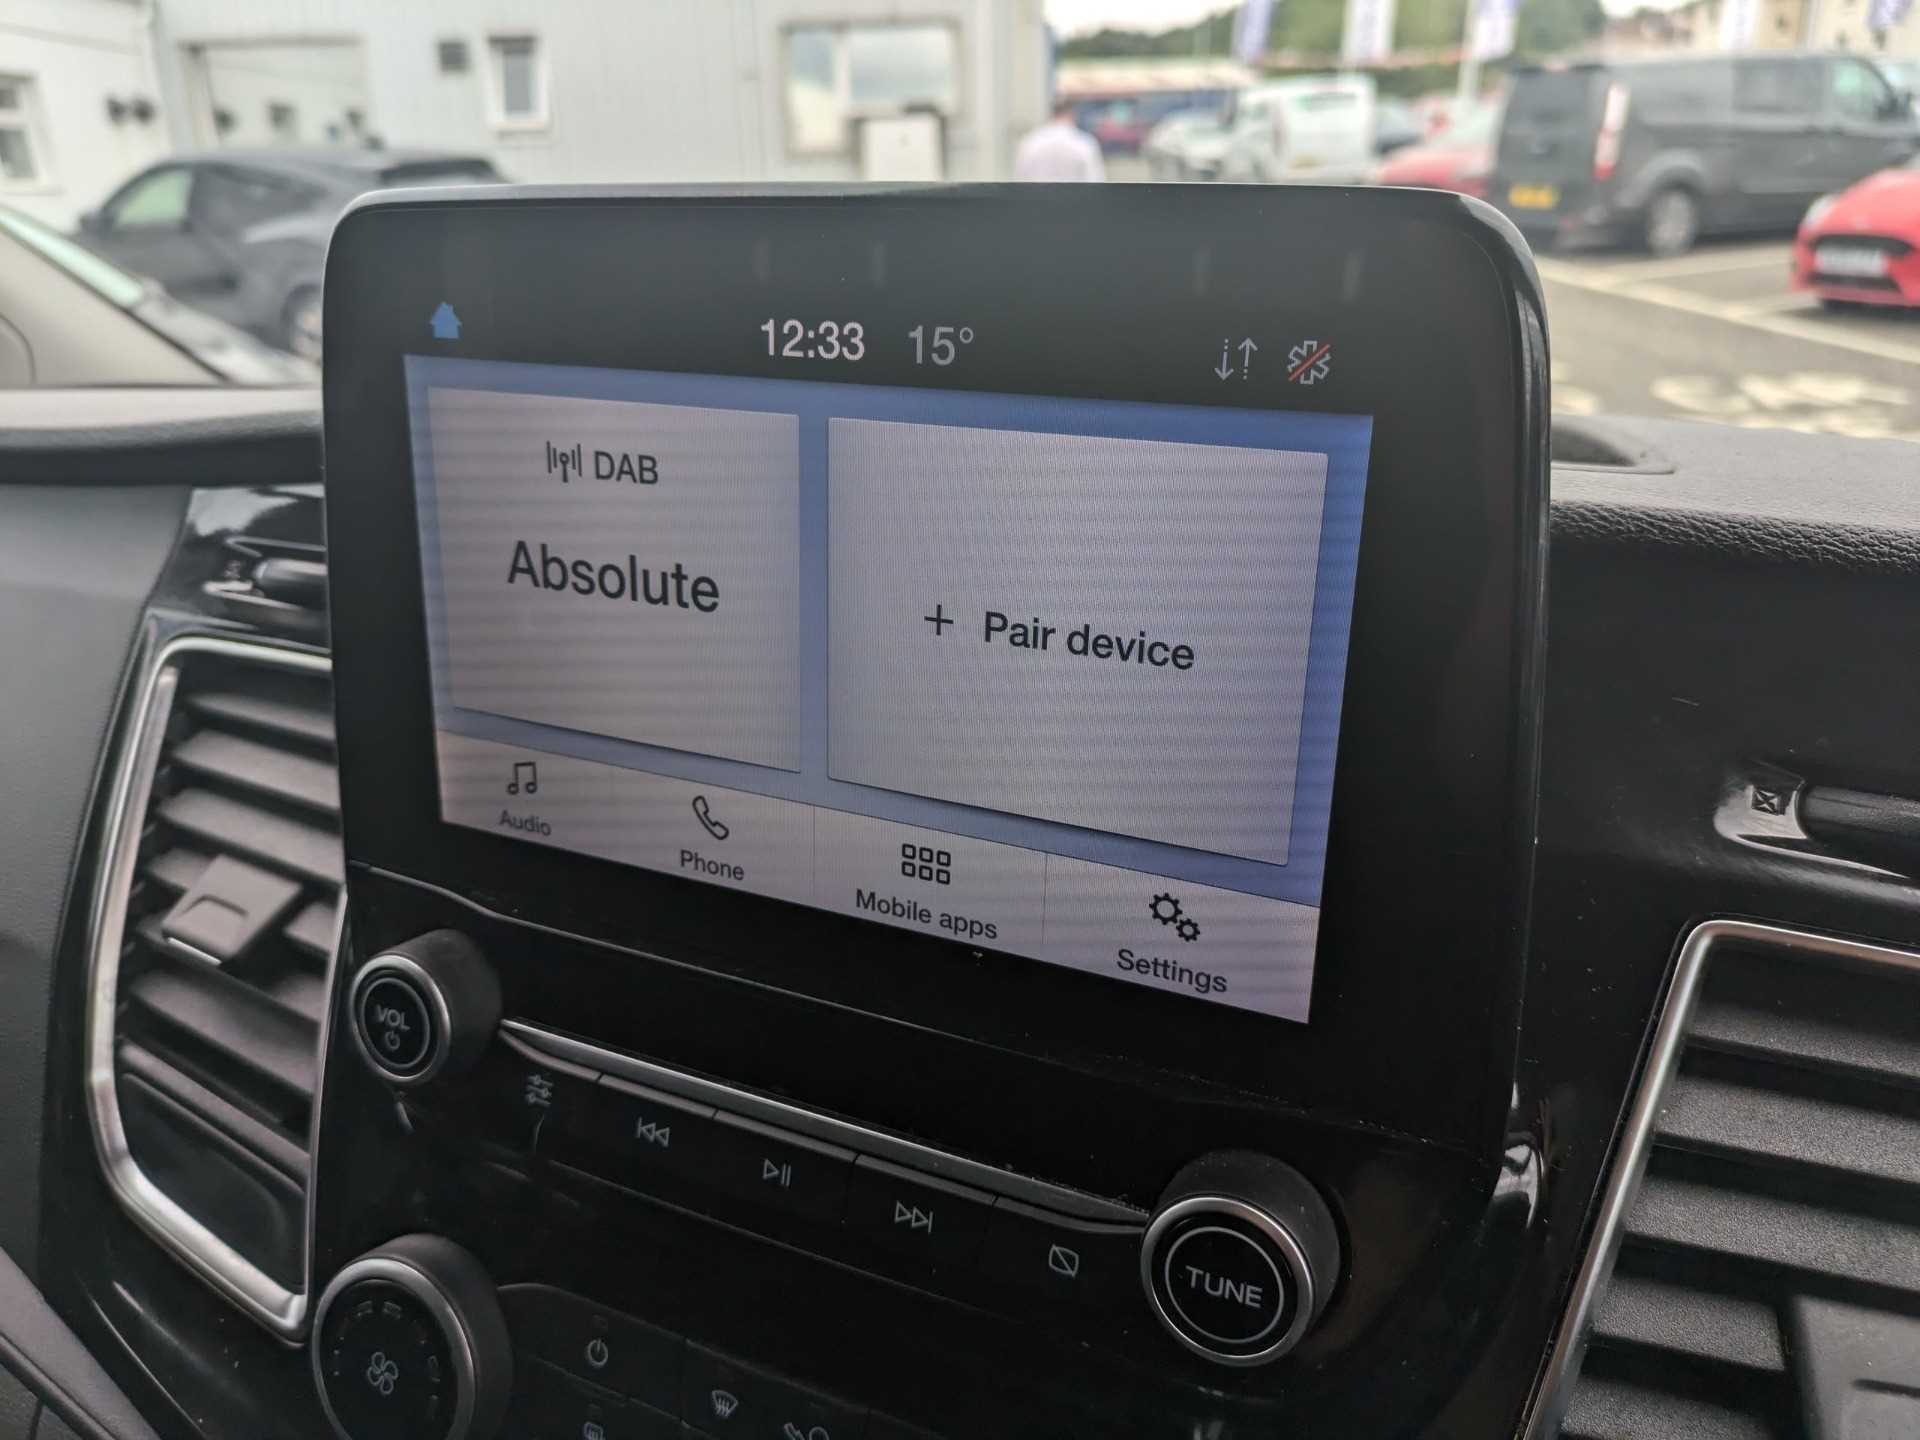 12:33 15°
DAB
Absolute
+ Pair device
Audio
Phone
Mobile apps
Settings
VOL
TUNE